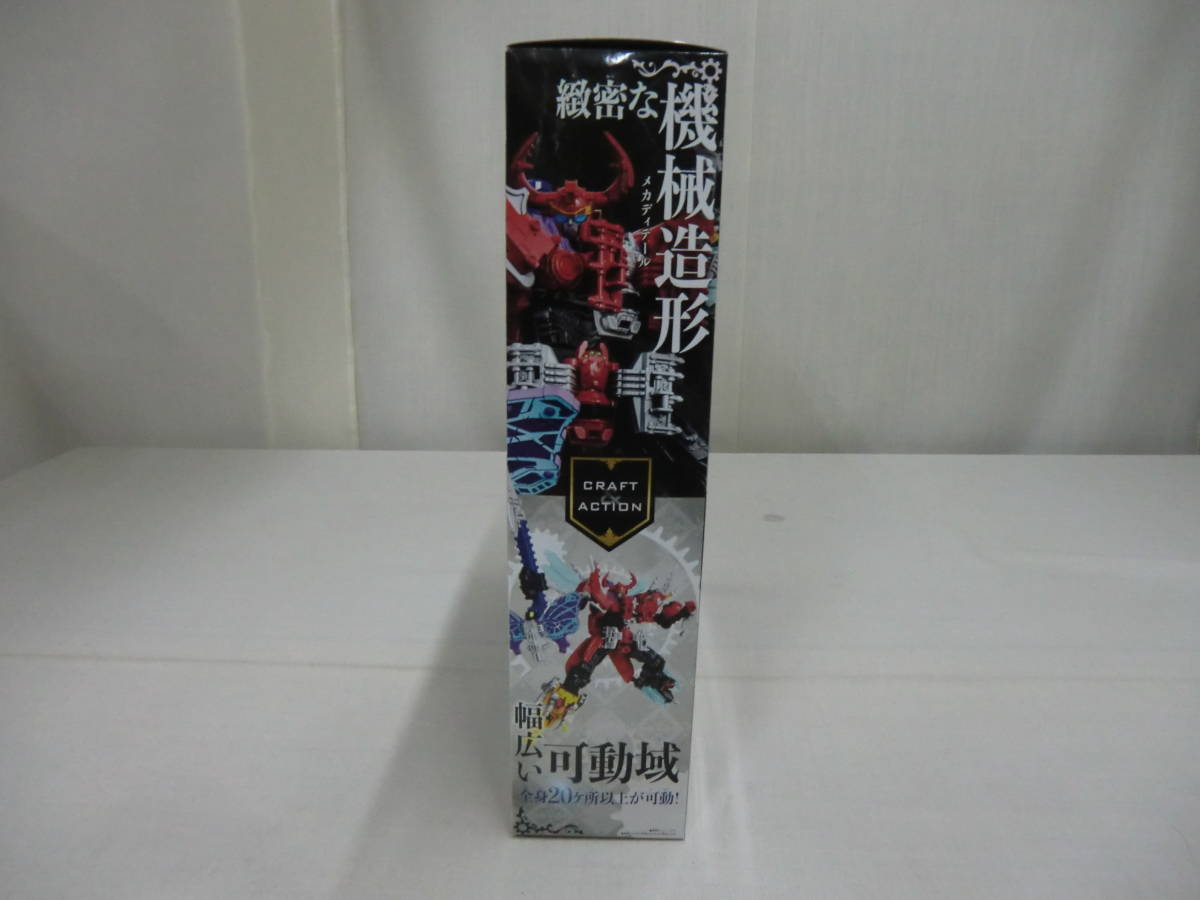 緻密な
機械造形
メカディテール
CRAFT
&
ACTION
幅広い
可動域
全身20ヶ所以上が可動!